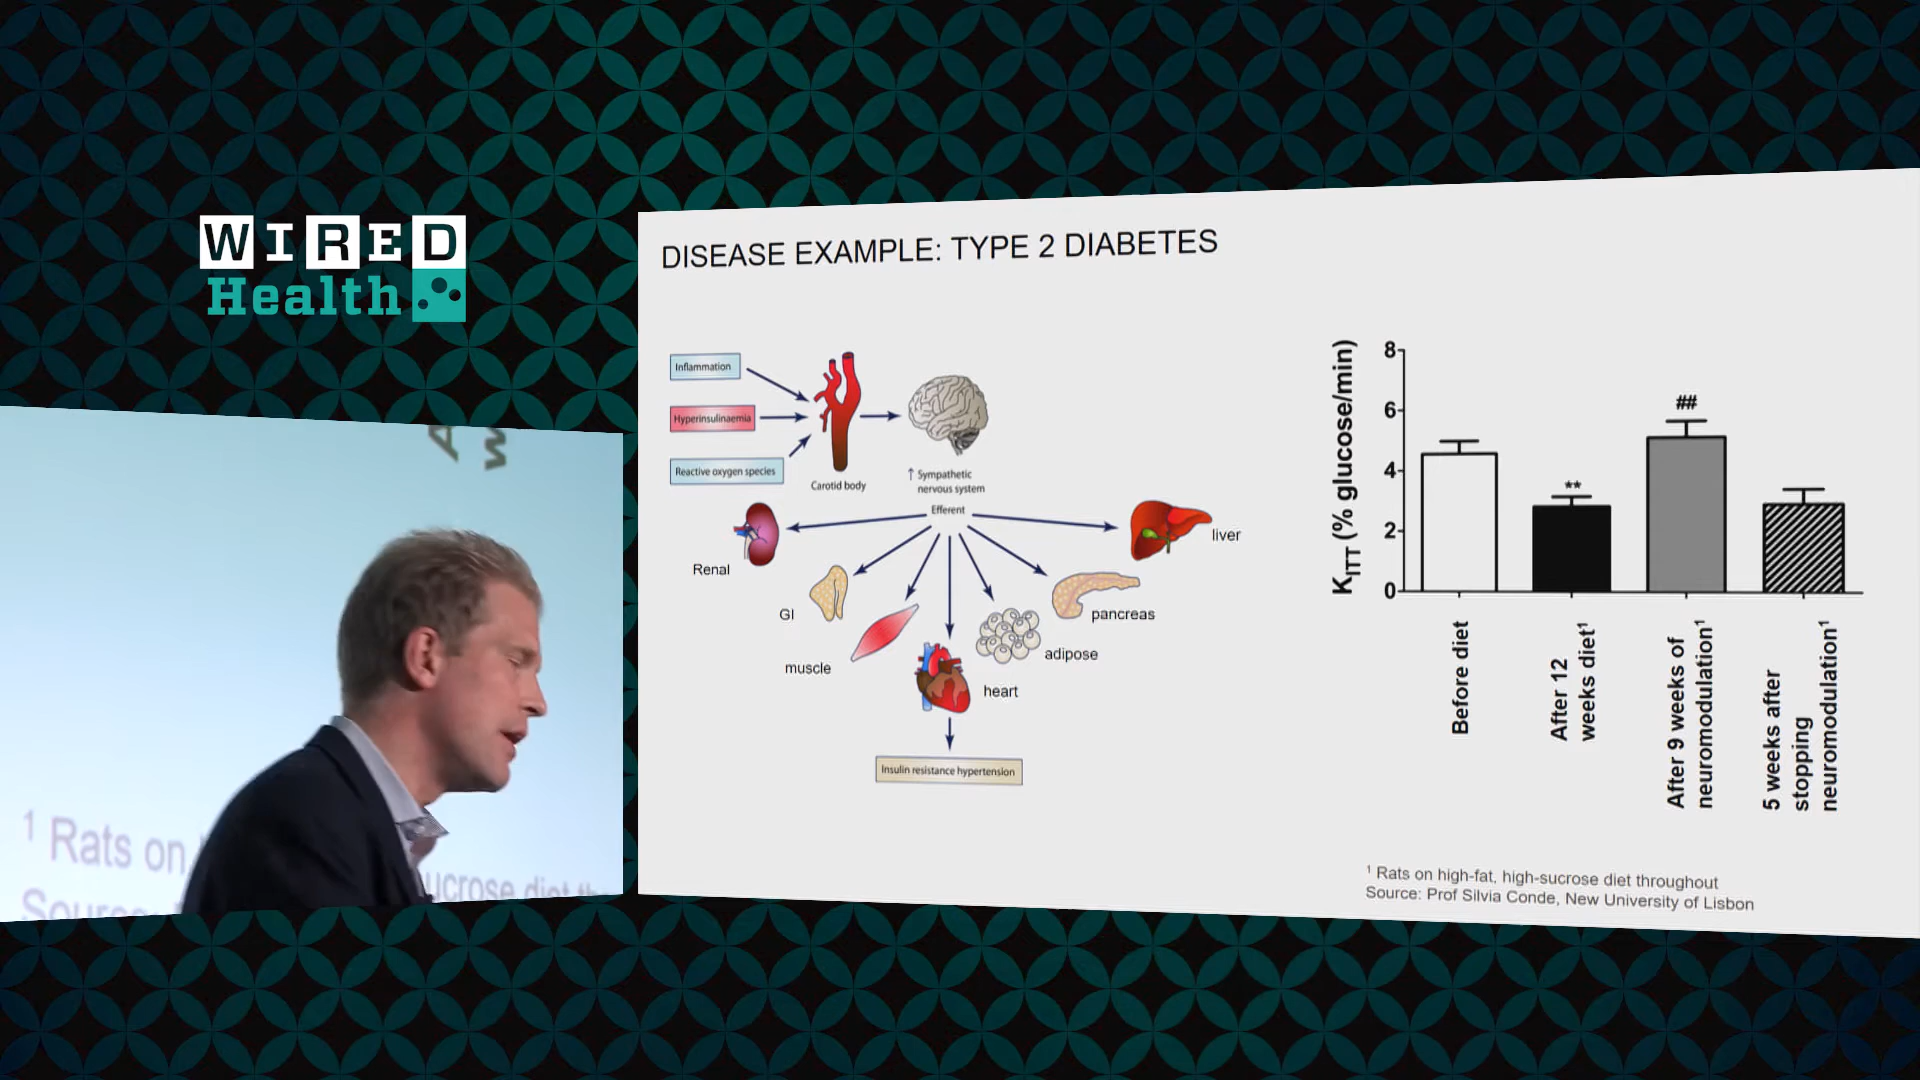 WIRED
Health
DISEASE EXAMPLE: TYPE 2 DIABETES
Inflammation
Hyperinsulinaemia
Reactive oxygen species
Carotid body
↑ Sympathetic
nervous system
Efferent
Renal
GI
muscle
heart
adipose
pancreas
liver
Insulin resistance hypertension
K_ITT (% glucose/min)
8
6
4
2
0
**
##
Before diet
After 12
weeks diet¹
After 9 weeks of
neuromodulation¹
5 weeks after
stopping
neuromodulation¹
¹ Rats on high-fat, high-sucrose diet throughout
Source: Prof Silvia Conde, New University of Lisbon
A
W
¹ Rats on
ucrose diet